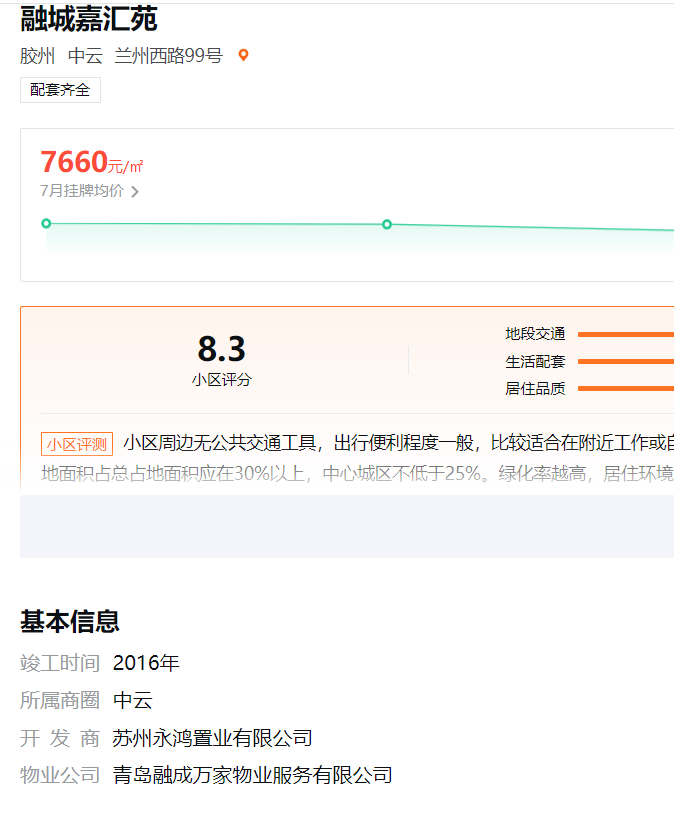 融城嘉汇苑
胶州 中云 兰州西路99号
配套齐全
7660元/㎡
7月挂牌均价
8.3
小区评分
地段交通
生活配套
居住品质
小区评测 小区周边无公共交通工具，出行便利程度一般，比较适合在附近工作或自
地面积占总占地面积应在30%以上，中心城区不低于25%。绿化率越高，居住环境
基本信息
竣工时间 2016年
所属商圈 中云
开发商 苏州永鸿置业有限公司
物业公司 青岛融成万家物业服务有限公司